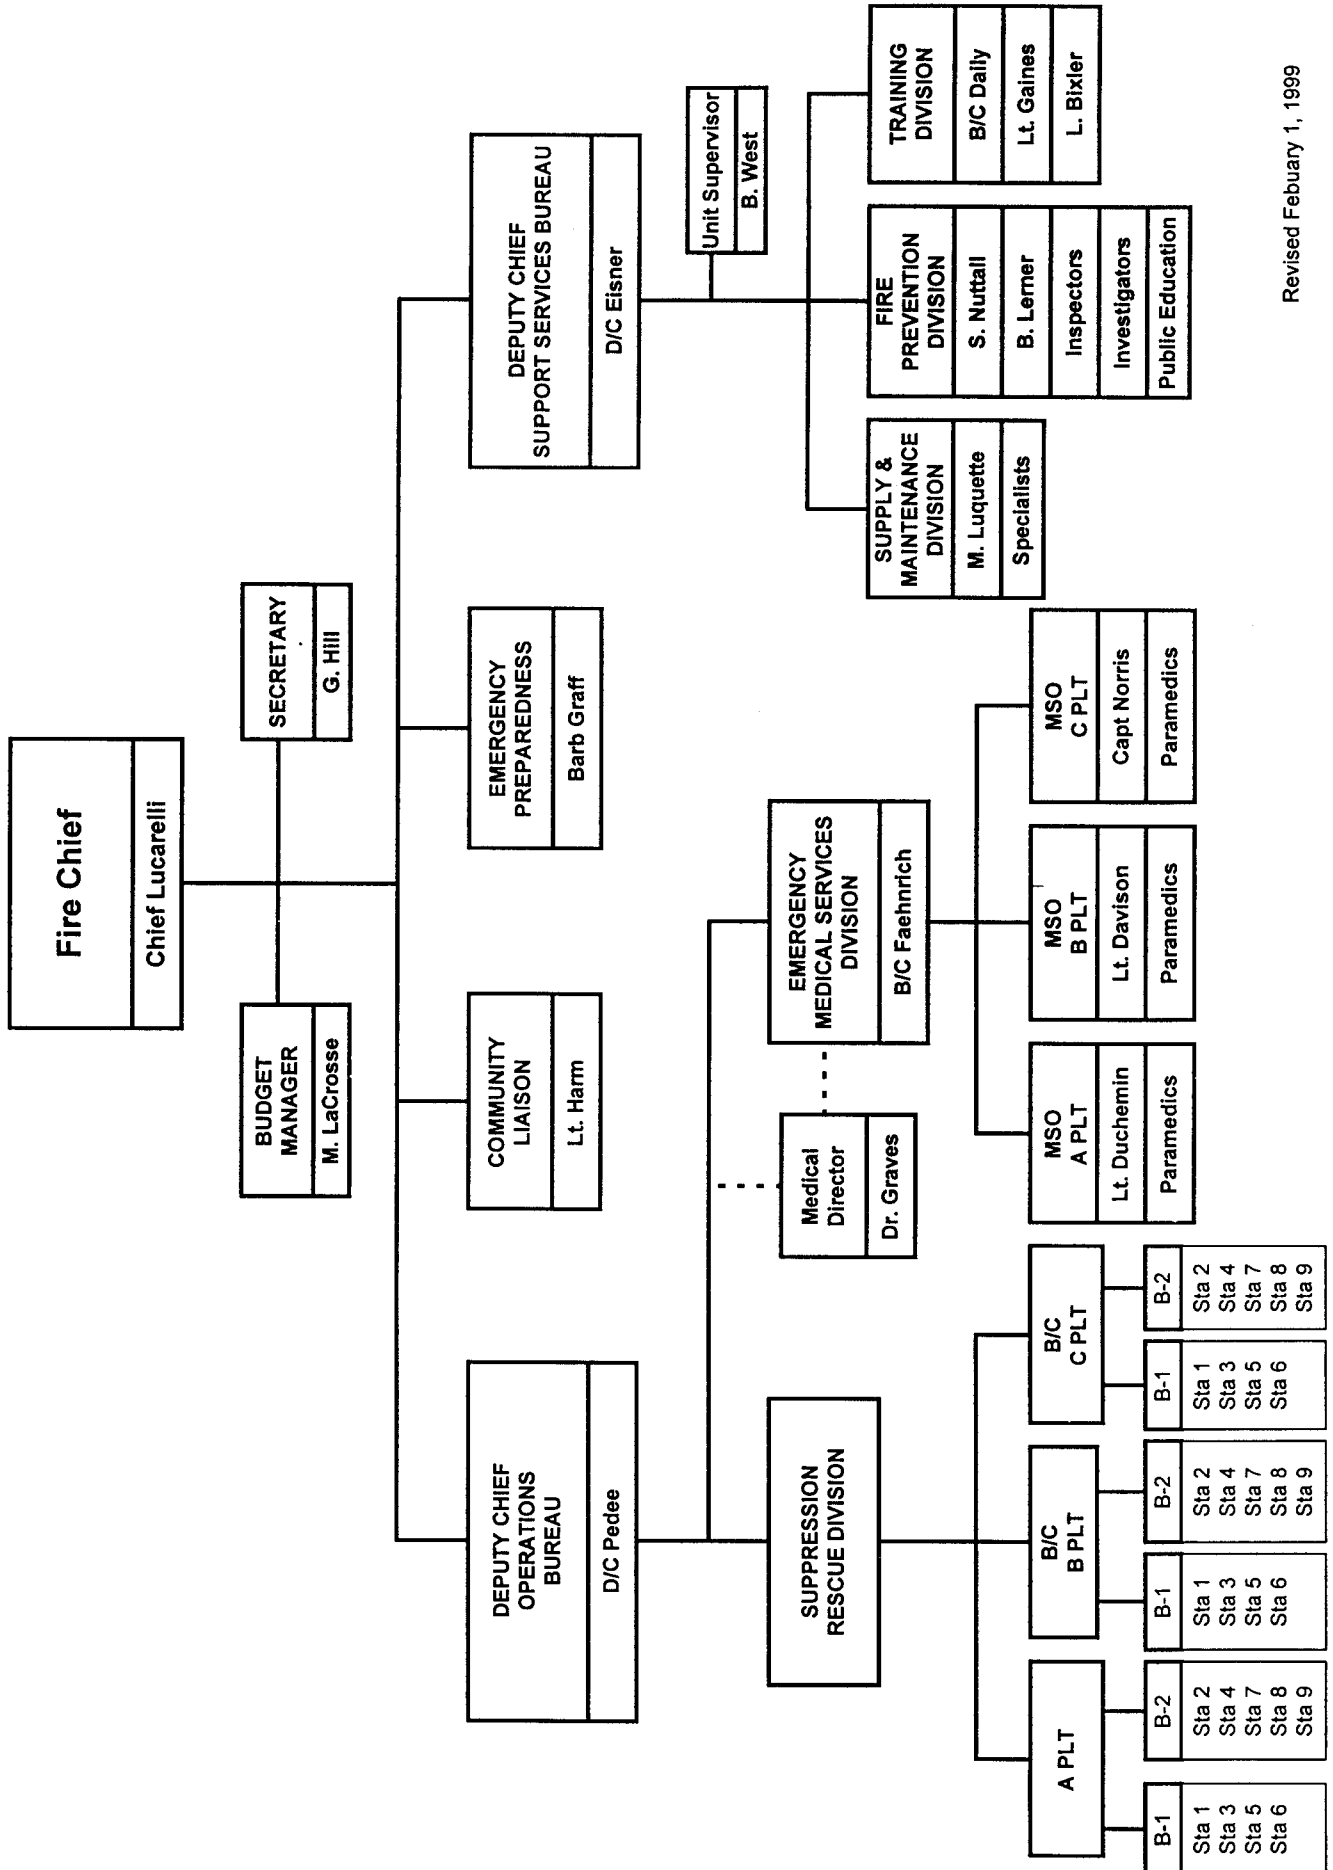 Fire Chief
Chief Lucarelli
BUDGET
MANAGER
M. LaCrosse
SECRETARY
G. Hill
DEPUTY CHIEF
OPERATIONS
BUREAU
D/C Pedee
COMMUNITY
LIAISON
Lt. Harm
EMERGENCY
PREPAREDNESS
Barb Graff
DEPUTY CHIEF
SUPPORT SERVICES BUREAU
D/C Eisner
Unit Supervisor
B. West
SUPPRESSION
RESCUE DIVISION
Medical
Director
Dr. Graves
EMERGENCY
MEDICAL SERVICES
DIVISION
B/C Faehnrich
SUPPLY &
MAINTENANCE
DIVISION
M. Luquette
Specialists
FIRE
PREVENTION
DIVISION
S. Nuttall
B. Lerner
Inspectors
Investigators
Public Education
TRAINING
DIVISION
B/C Daily
Lt. Gaines
L. Bixler
A PLT
B-1
Sta 1
Sta 3
Sta 5
Sta 6
B-2
Sta 2
Sta 4
Sta 7
Sta 8
Sta 9
B/C
B PLT
B-1
Sta 1
Sta 3
Sta 5
Sta 6
B-2
Sta 2
Sta 4
Sta 7
Sta 8
Sta 9
B/C
C PLT
B-1
Sta 1
Sta 3
Sta 5
Sta 6
B-2
Sta 2
Sta 4
Sta 7
Sta 8
Sta 9
MSO
A PLT
Lt. Duchemin
Paramedics
MSO
B PLT
Lt. Davison
Paramedics
MSO
C PLT
Capt Norris
Paramedics
Revised Febuary 1, 1999